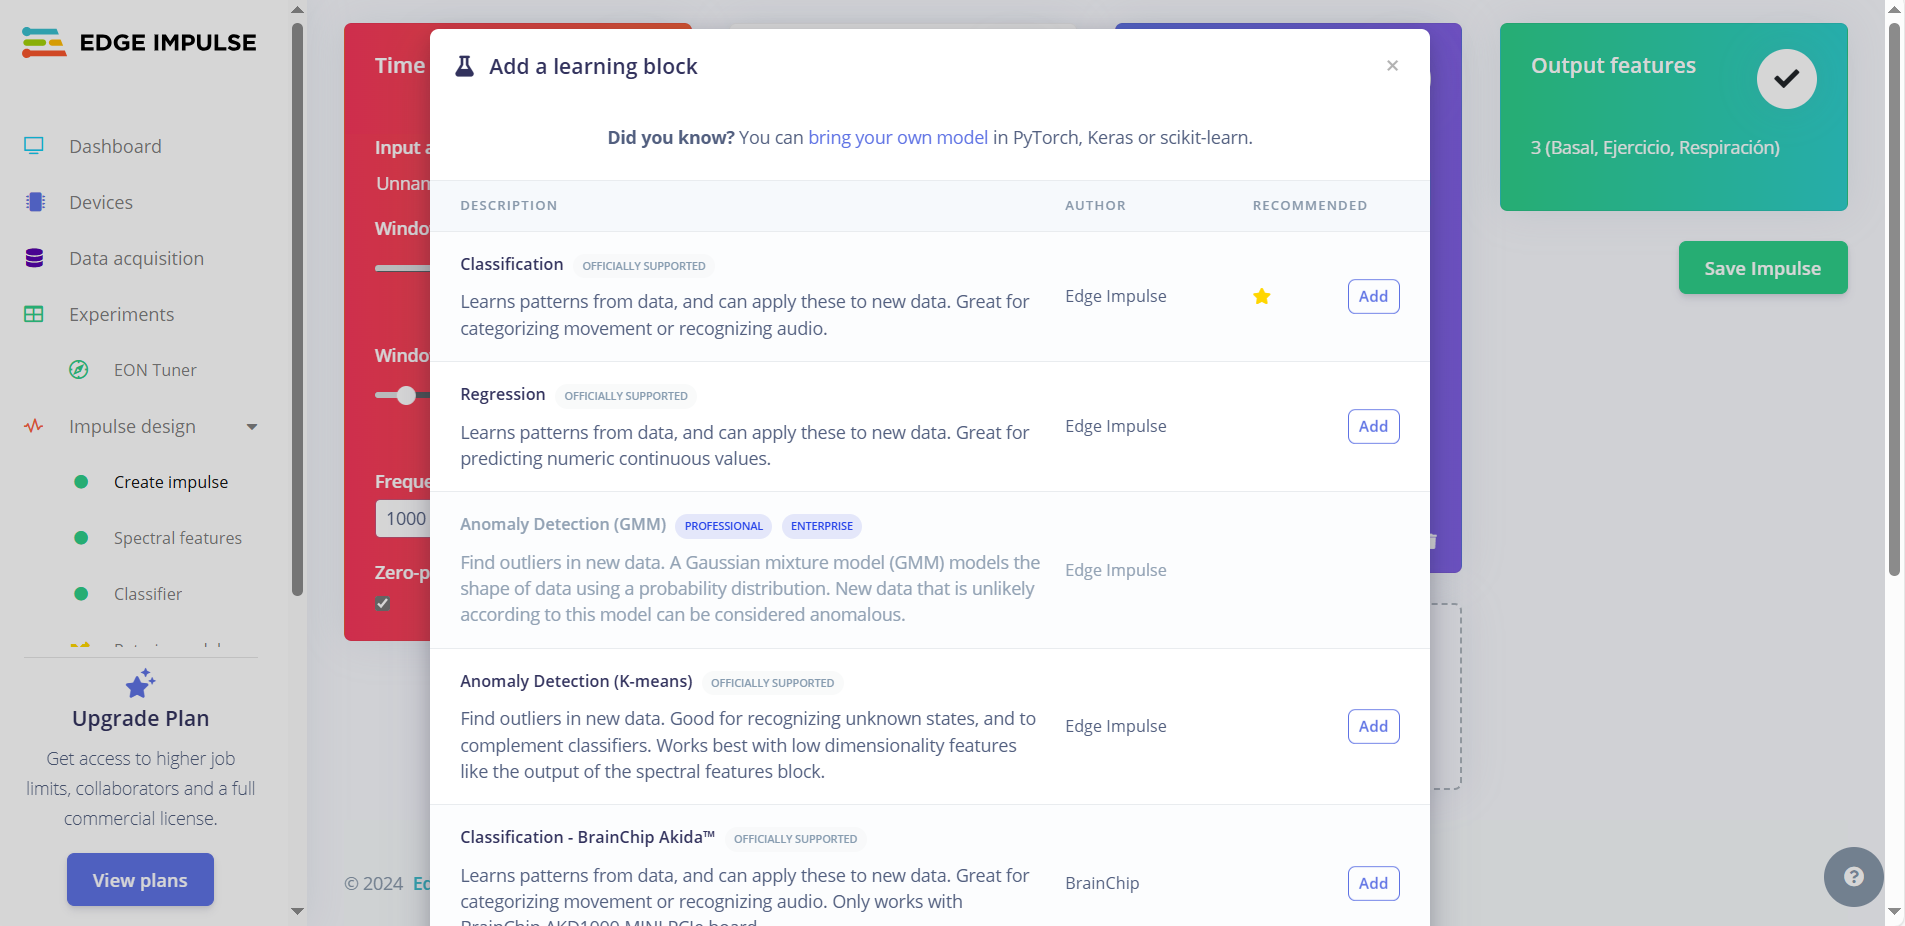 EDGE IMPULSE
Dashboard
Devices
Data acquisition
Experiments
EON Tuner
Impulse design
Create impulse
Spectral features
Classifier
Upgrade Plan
Get access to higher job
limits, collaborators and a full
commercial license.
View plans
Time
Input a
Unnam
Windo
Windo
Freque
1000
Zero-p
© 2024 Ed
Add a learning block
×
Did you know? You can bring your own model in PyTorch, Keras or scikit-learn.
DESCRIPTION AUTHOR RECOMMENDED
Classification OFFICIALLY SUPPORTED
Learns patterns from data, and can apply these to new data. Great for
categorizing movement or recognizing audio.
Edge Impulse
Add
Regression OFFICIALLY SUPPORTED
Learns patterns from data, and can apply these to new data. Great for
predicting numeric continuous values.
Edge Impulse
Add
Anomaly Detection (GMM) PROFESSIONAL ENTERPRISE
Find outliers in new data. A Gaussian mixture model (GMM) models the
shape of data using a probability distribution. New data that is unlikely
according to this model can be considered anomalous.
Edge Impulse
Anomaly Detection (K-means) OFFICIALLY SUPPORTED
Find outliers in new data. Good for recognizing unknown states, and to
complement classifiers. Works best with low dimensionality features
like the output of the spectral features block.
Edge Impulse
Add
Classification - BrainChip Akida™ OFFICIALLY SUPPORTED
Learns patterns from data, and can apply these to new data. Great for
categorizing movement or recognizing audio. Only works with
BrainChip AKD1000 MINI PCIe board.
BrainChip
Add
Output features
3 (Basal, Ejercicio, Respiración)
Save Impulse
?